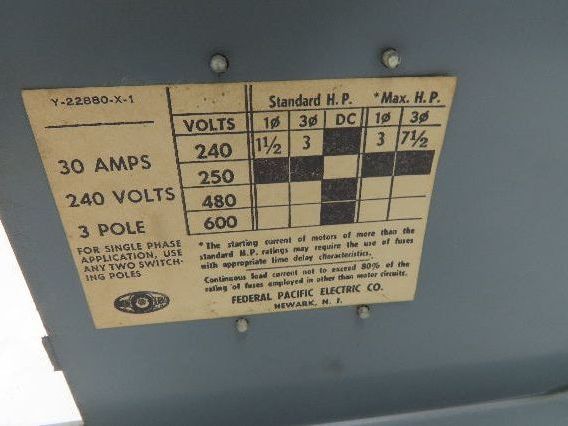 Y-22880-X-1
30 AMPS
240 VOLTS
3 POLE
FOR SINGLE PHASE
APPLICATION, USE
ANY TWO SWITCH-
ING POLES
Standard H.P. *Max. H.P.
VOLTS 1ø 3ø DC 1ø 3ø
240 1½ 3 3 7½
250
480
600
*The starting current of motors of more than the
standard H.P. ratings may require the use of fuses
with appropriate time delay characteristics.
Continuous load current not to exceed 80% of the
rating of fuses employed in other than motor circuits.
FEDERAL PACIFIC ELECTRIC CO.
NEWARK, N. J.